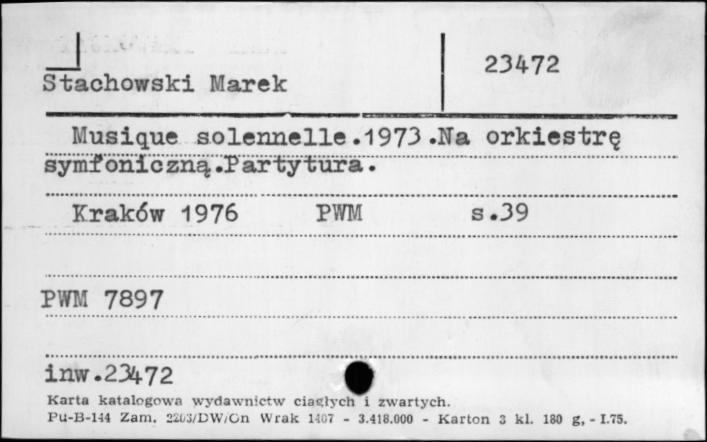 23472
Stachowski Marek
Musique solennelle.1973.Na orkiestrę
symfoniczną.Partytura.
Kraków 1976 PWM s.39
PWM 7897
inw.23472
Karta katalogowa wydawnictw ciągłych i zwartych.
Pu-B-144 Zam. 2203/DW/On Wrak 1407 - 3.418.000 - Karton 3 kl. 180 g, - I.75.